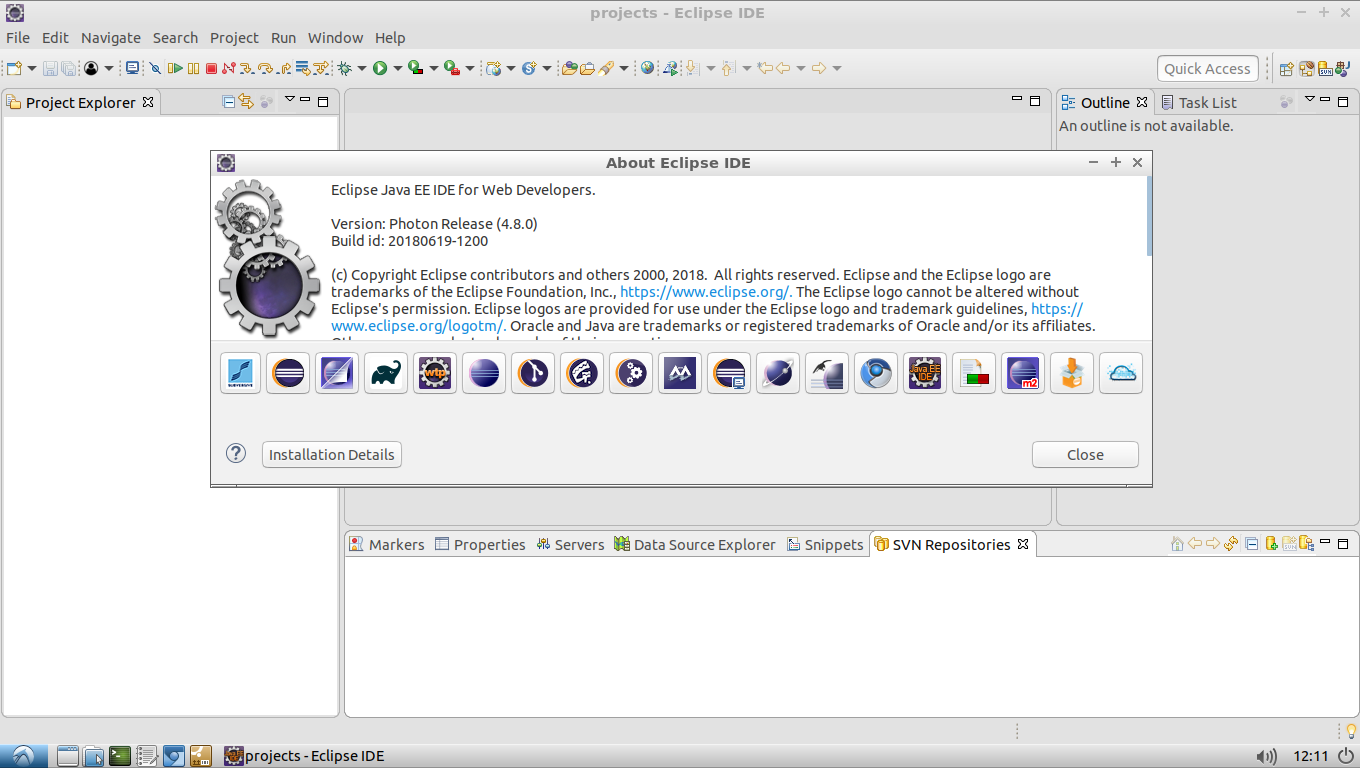 projects - Eclipse IDE
File Edit Navigate Search Project Run Window Help
Quick Access
Project Explorer
Outline Task List
An outline is not available.
About Eclipse IDE
Eclipse Java EE IDE for Web Developers.
Version: Photon Release (4.8.0)
Build id: 20180619-1200
(c) Copyright Eclipse contributors and others 2000, 2018.  All rights reserved. Eclipse and the Eclipse logo are
trademarks of the Eclipse Foundation, Inc., https://www.eclipse.org/. The Eclipse logo cannot be altered without
Eclipse's permission. Eclipse logos are provided for use under the Eclipse logo and trademark guidelines, https://
www.eclipse.org/logotm/. Oracle and Java are trademarks or registered trademarks of Oracle and/or its affiliates.
wtp
Java EE
IDE
m2
Installation Details
Close
Markers Properties Servers Data Source Explorer Snippets SVN Repositories
projects - Eclipse IDE
12:11